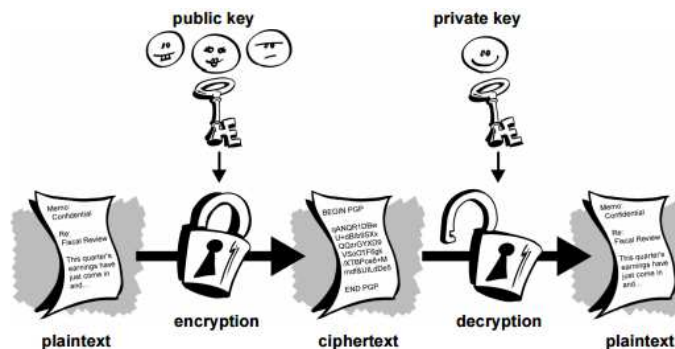 public key
private key
Memo:
Confidential
Re:
Fiscal Review
This quarter's
earnings have
just come in
and...
BEGIN PGP
END PGP
Memo:
Confidential
Re:
Fiscal Review
This quarter's
earnings have
just come in
and...
plaintext
encryption
ciphertext
decryption
plaintext